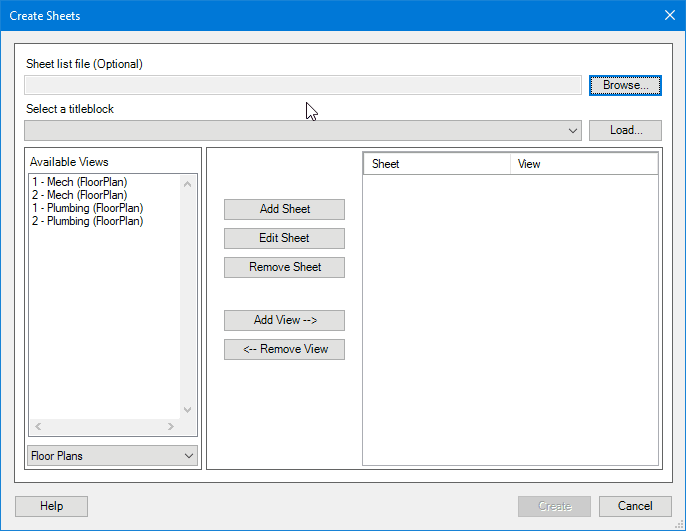 Create Sheets
Sheet list file (Optional)
Browse...
Select a titleblock
Load...
Available Views
1 - Mech (FloorPlan)
2 - Mech (FloorPlan)
1 - Plumbing (FloorPlan)
2 - Plumbing (FloorPlan)
Floor Plans
Add Sheet
Edit Sheet
Remove Sheet
Add View -->
<-- Remove View
Sheet View
Help
Create
Cancel